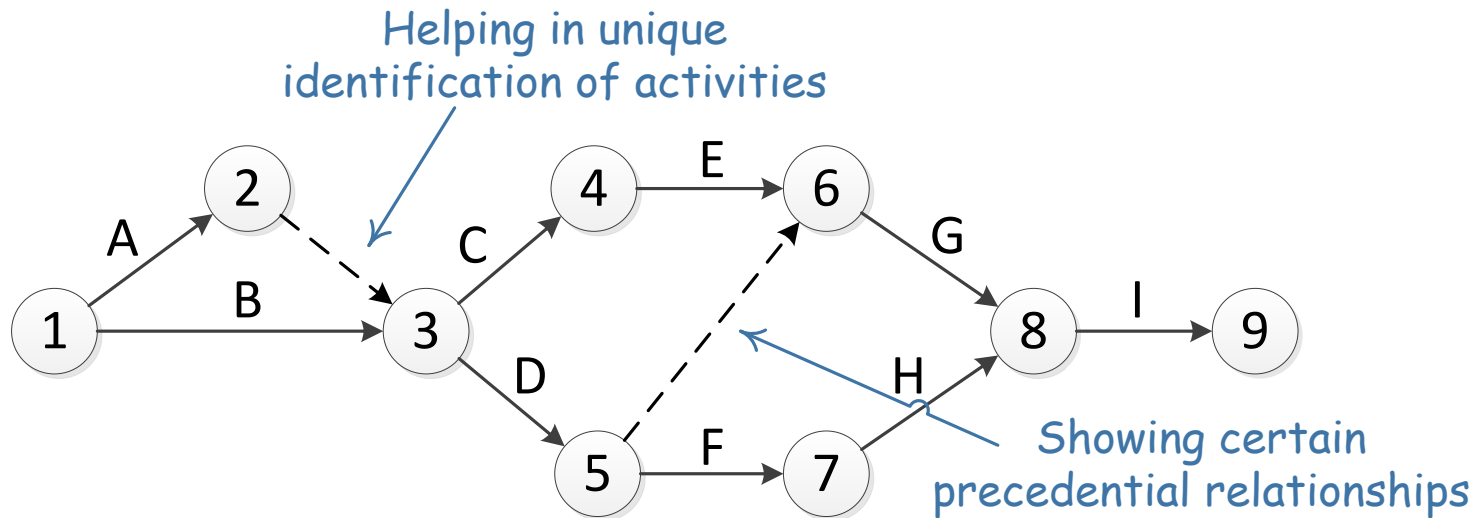 Helping in unique
identification of activities
2
4
E
6
A
C
G
B
1
3
8
I
9
D
H
5
F
7
Showing certain
precedential relationships